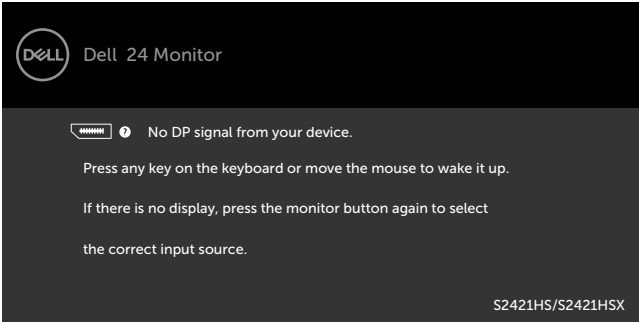 DELL
Dell 24 Monitor
? No DP signal from your device.
Press any key on the keyboard or move the mouse to wake it up.
If there is no display, press the monitor button again to select
the correct input source.
S2421HS/S2421HSX